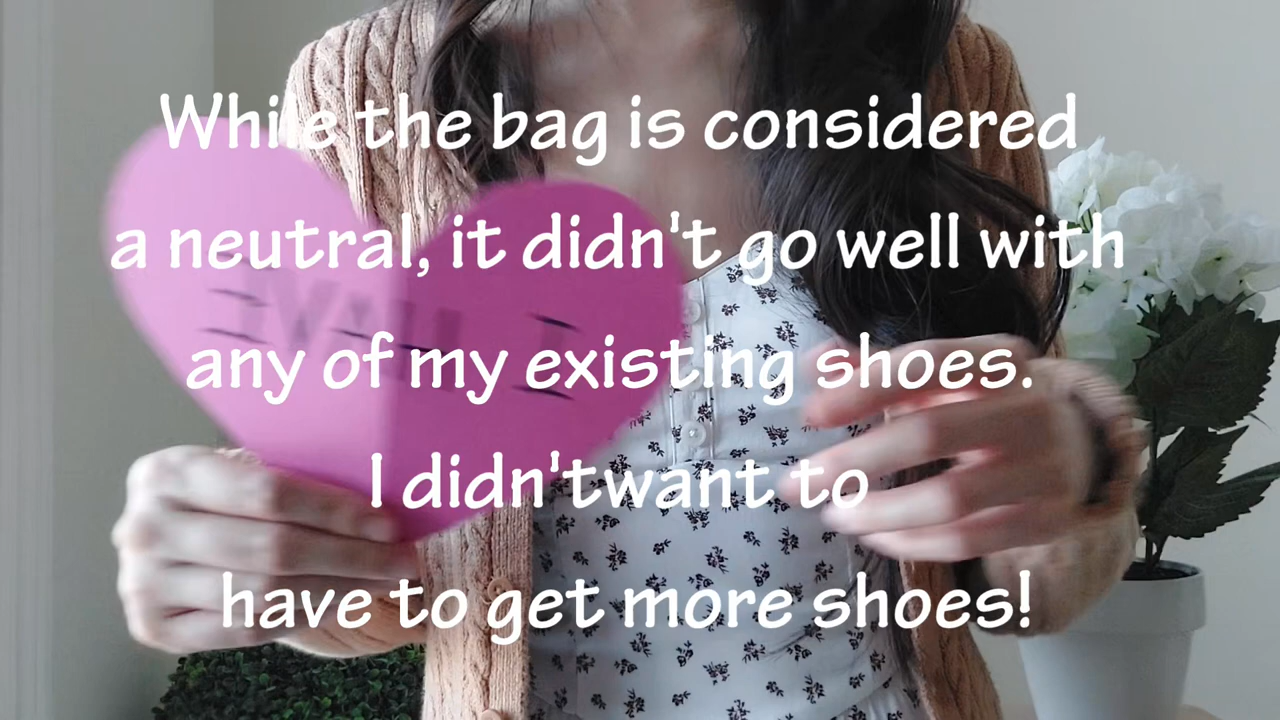 While the bag is considered
a neutral, it didn't go well with
any of my existing shoes.
I didn'twant to
have to get more shoes!